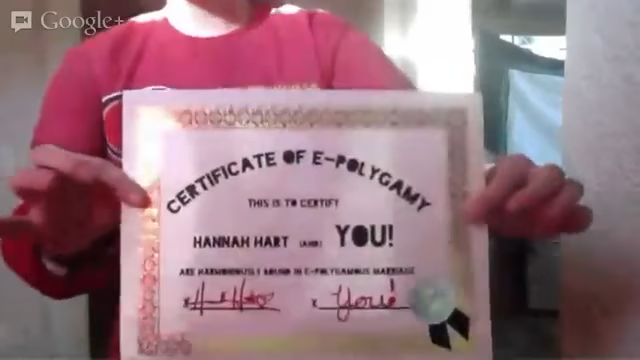 Google+
CERTIFICATE OF E-POLYGAMY
THIS IS TO CERTIFY
HANNAH HART (AND) YOU!
ARE HARMONIOUSLY BOUND IN E-POLYGAMOUS MARRIAGE
x x You!